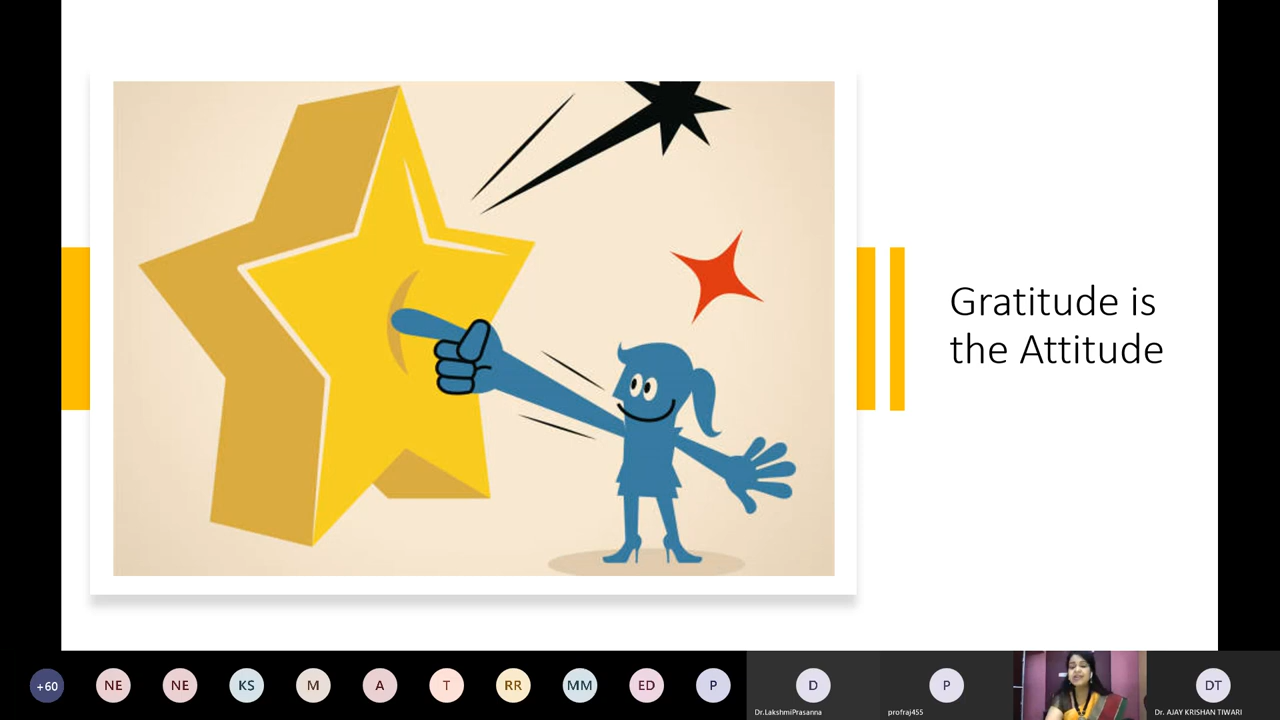 Gratitude is
the Attitude
+60
NE
NE
KS
M
A
T
RR
MM
ED
P
D
P
DT
Dr.LakshmiPrasanna
profraj455
Dr. AJAY KRISHAN TIWARI